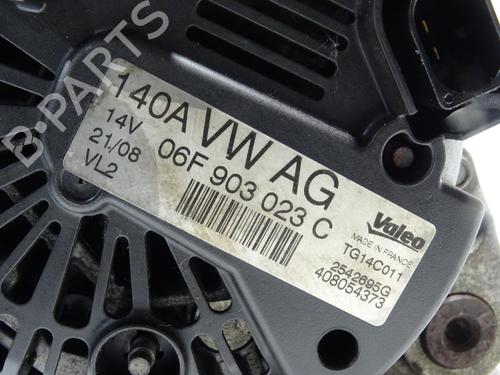 B-PARTS
140A VW AG
14V 06F 903 023 C
21/08
VL2
Valeo
MADE IN FRANCE
TG14C011
2542695G
408054373